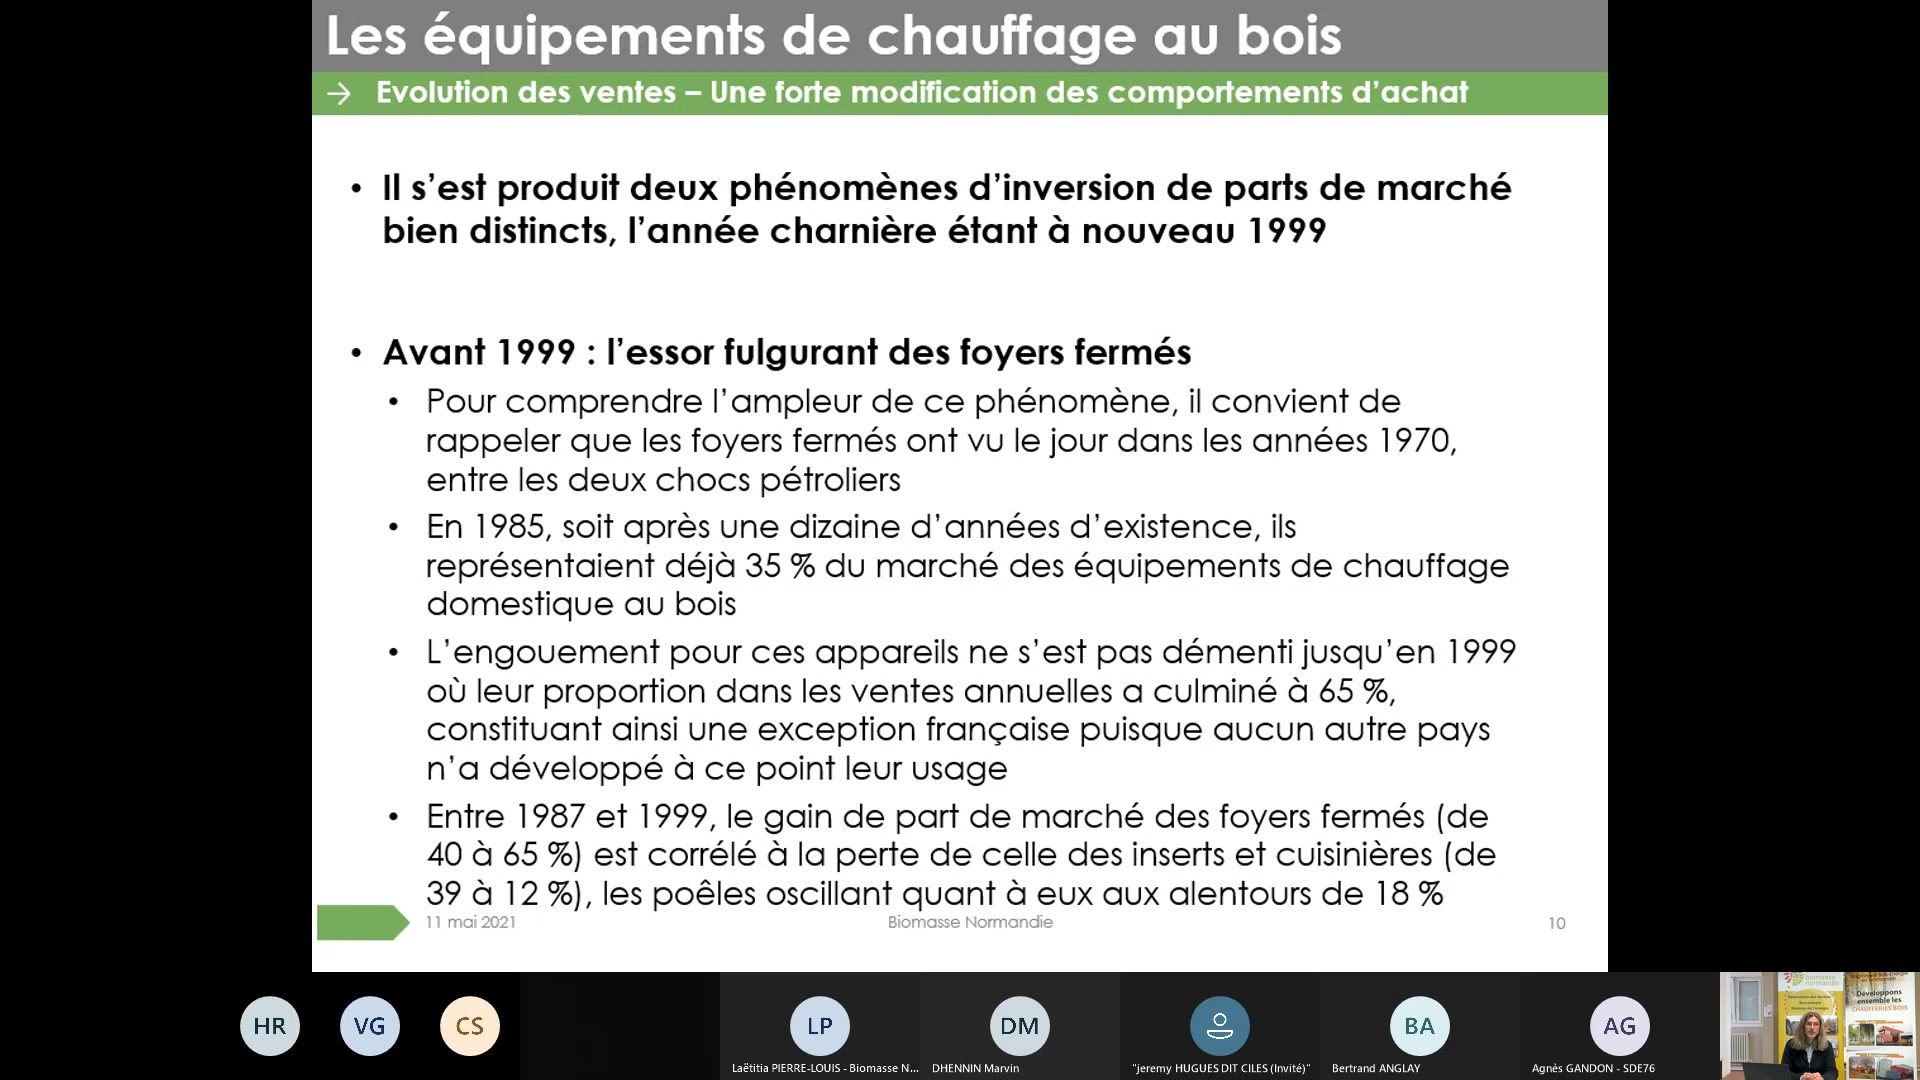 Les équipements de chauffage au bois
→ Evolution des ventes – Une forte modification des comportements d’achat
• Il s’est produit deux phénomènes d’inversion de parts de marché
bien distincts, l’année charnière étant à nouveau 1999
• Avant 1999 : l’essor fulgurant des foyers fermés
• Pour comprendre l’ampleur de ce phénomène, il convient de
rappeler que les foyers fermés ont vu le jour dans les années 1970,
entre les deux chocs pétroliers
• En 1985, soit après une dizaine d’années d’existence, ils
représentaient déjà 35 % du marché des équipements de chauffage
domestique au bois
• L’engouement pour ces appareils ne s’est pas démenti jusqu’en 1999
où leur proportion dans les ventes annuelles a culminé à 65 %,
constituant ainsi une exception française puisque aucun autre pays
n’a développé à ce point leur usage
• Entre 1987 et 1999, le gain de part de marché des foyers fermés (de
40 à 65 %) est corrélé à la perte de celle des inserts et cuisinières (de
39 à 12 %), les poêles oscillant quant à eux aux alentours de 18 %
11 mai 2021
Biomasse Normandie
10
HR
VG
CS
LP
DM
BA
AG
Laëtitia PIERRE-LOUIS - Biomasse N...
DHENNIN Marvin
"jeremy HUGUES DIT CILES (Invité)"
Bertrand ANGLAY
Agnès GANDON - SDE76
biomasse
normandie
Développons
ensemble les
CHAUFFERIES BOIS